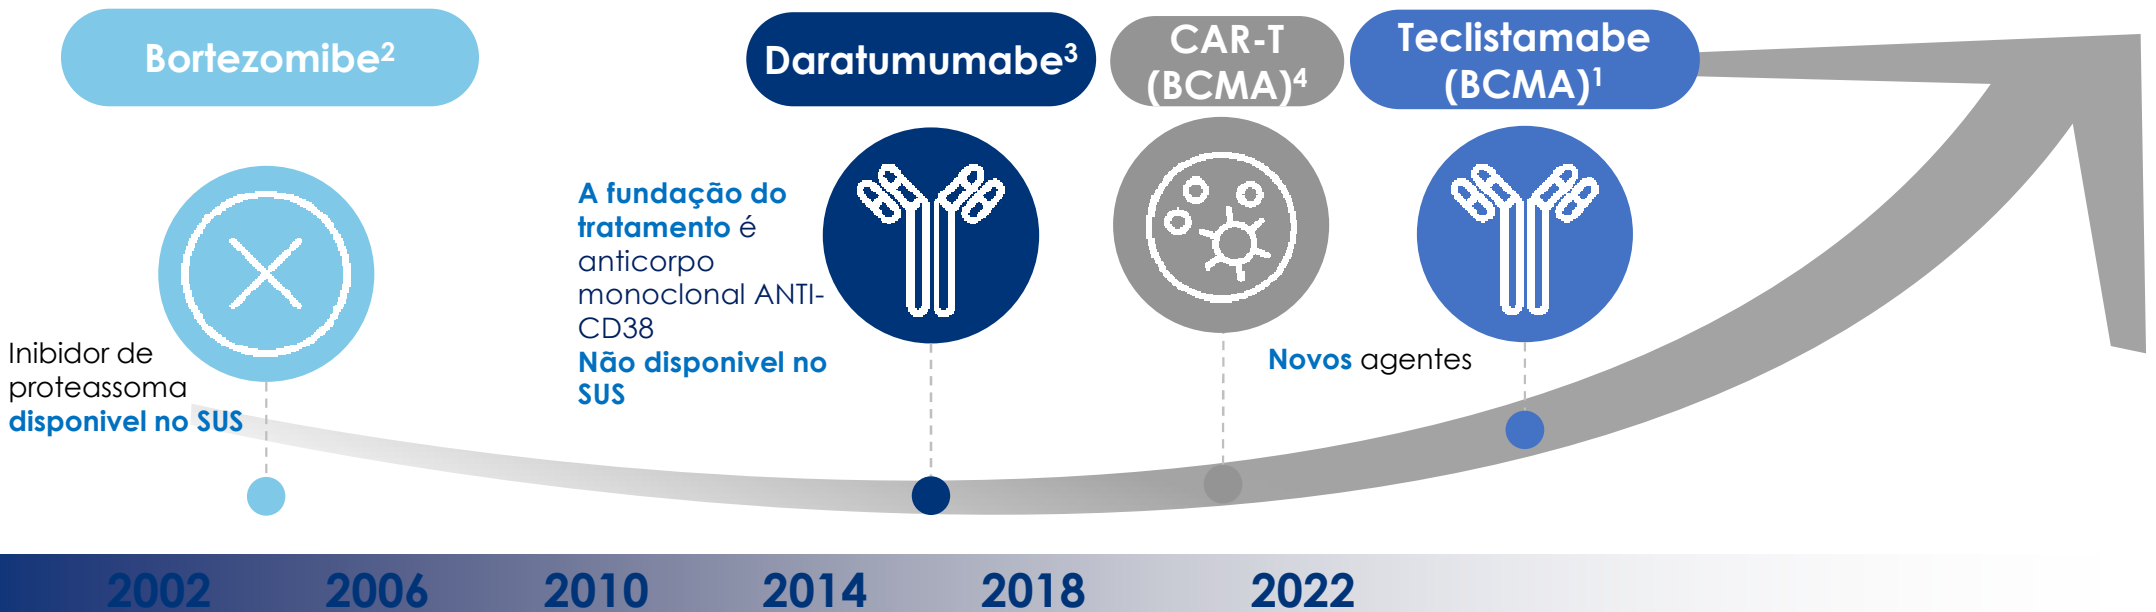 Bortezomibe²
Daratumumabe³
CAR-T
(BCMA)⁴
Teclistamabe
(BCMA)¹
Inibidor de
proteassoma
disponivel no SUS
A fundação do
tratamento é
anticorpo
monoclonal ANTI-
CD38
Não disponivel no
SUS
Novos agentes
2002 2006 2010 2014 2018 2022